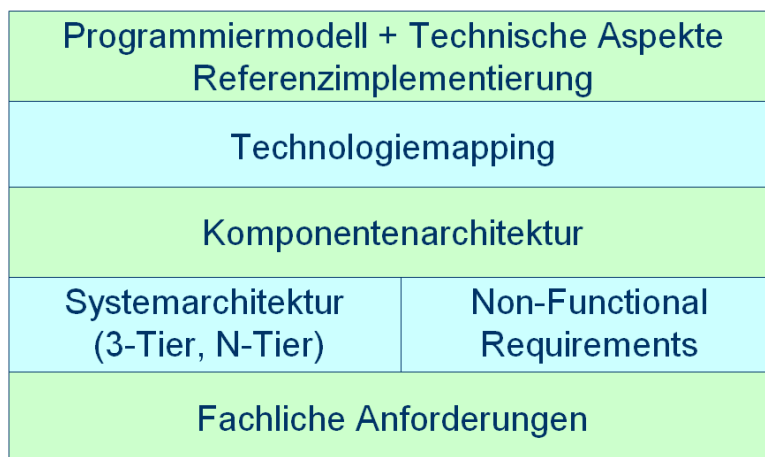 Programmiermodell + Technische Aspekte
Referenzimplementierung
Technologiemapping
Komponentenarchitektur
Systemarchitektur
(3-Tier, N-Tier)
Non-Functional
Requirements
Fachliche Anforderungen